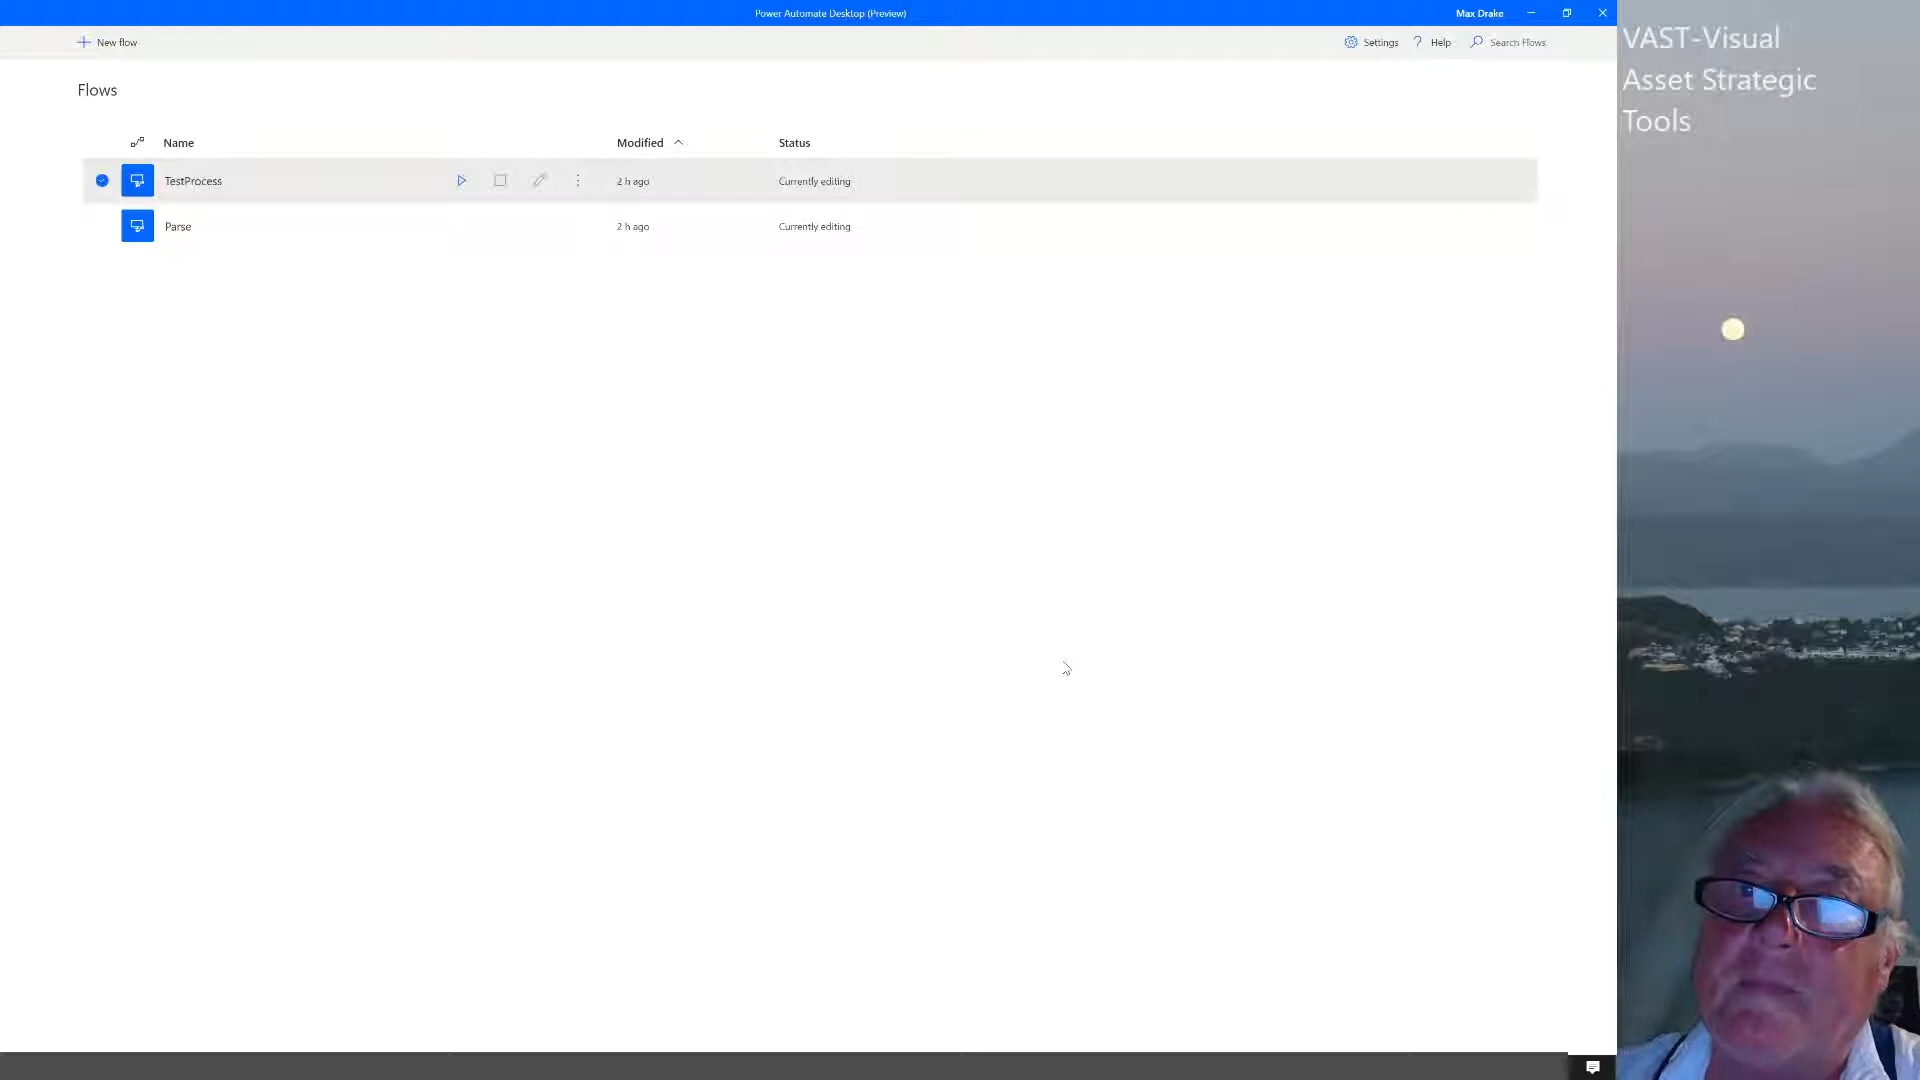 Power Automate Desktop (Preview)
Max Drake
New flow
Settings
Help
Search Flows
Flows
Name
Modified
Status
TestProcess
2 h ago
Currently editing
Parse
2 h ago
Currently editing
VAST-Visual
Asset Strategic
Tools